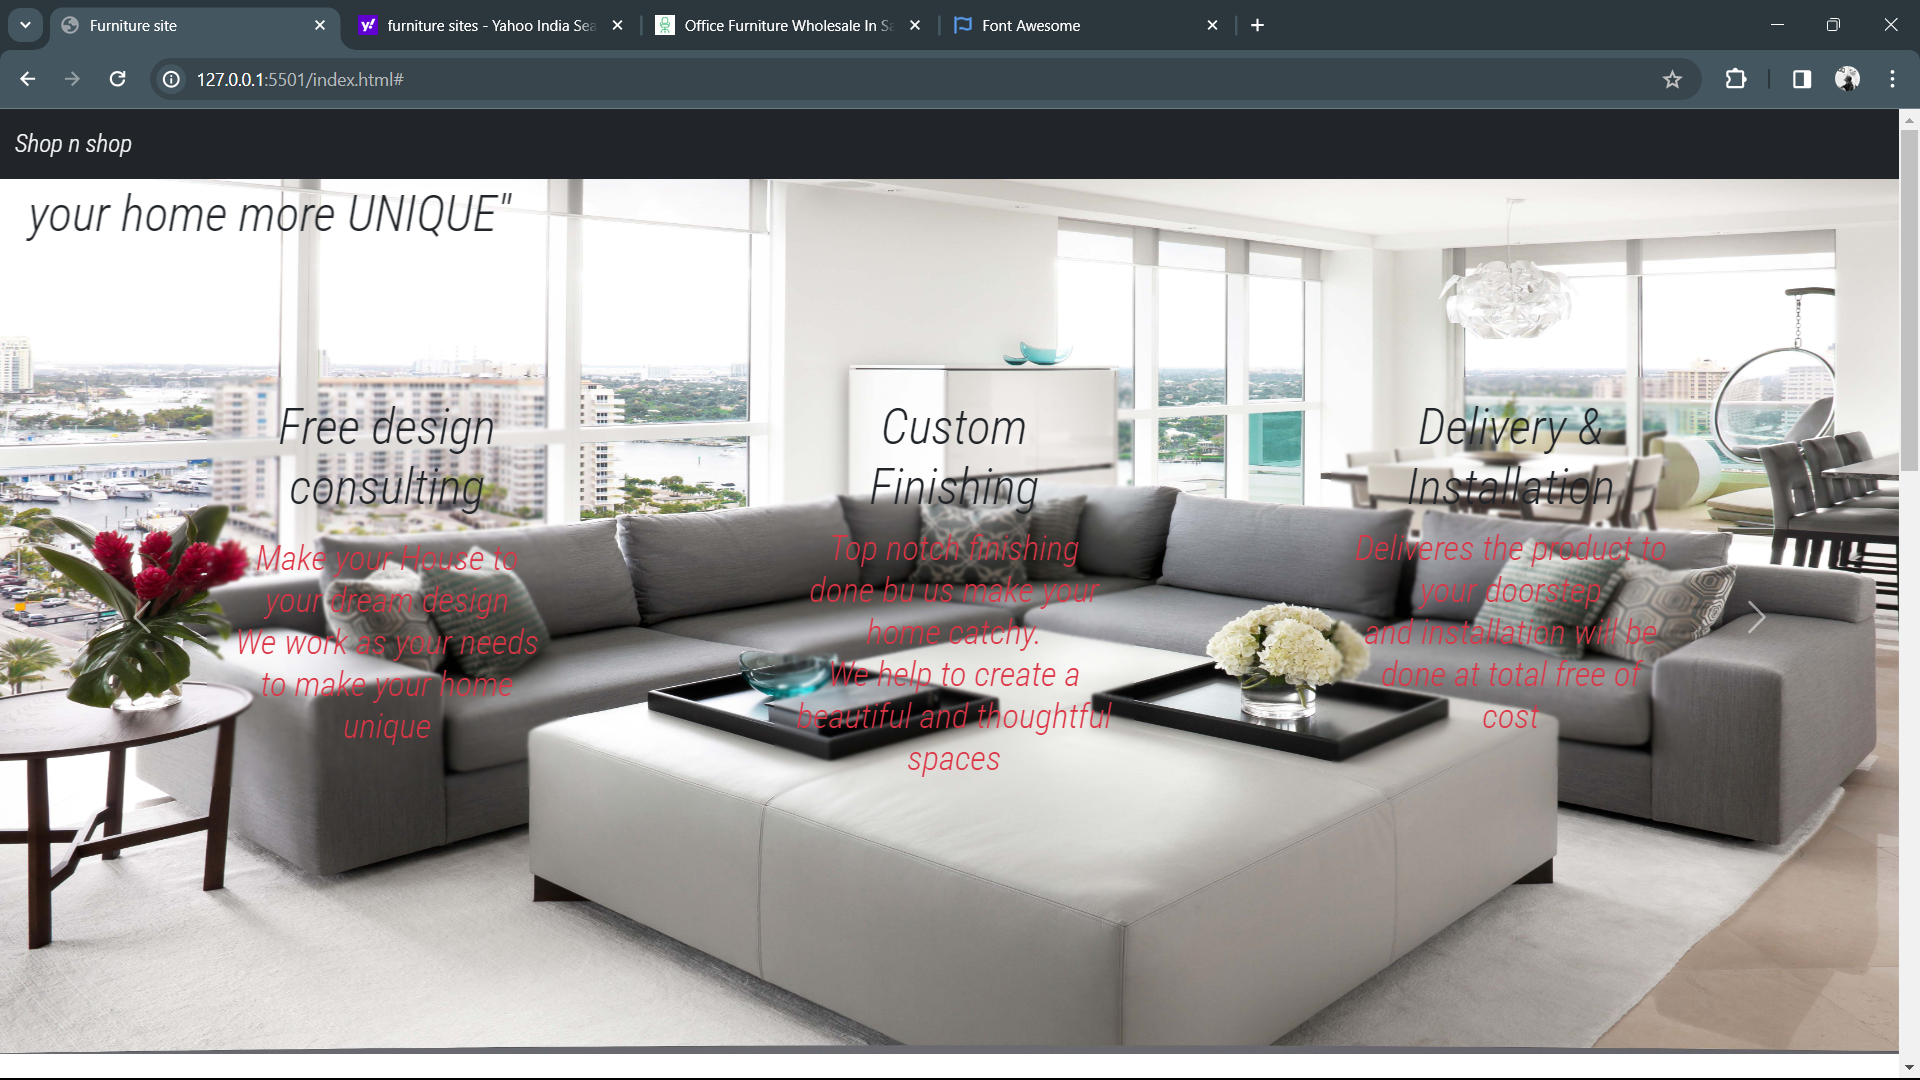 Furniture site
furniture sites - Yahoo India Sea
Office Furniture Wholesale In Sa
Font Awesome
127.0.0.1:5501/index.html#
Shop n shop
your home more UNIQUE"
Free design
consulting
Make your House to
your dream design
We work as your needs
to make your home
unique
Custom
Finishing
Top notch finishing
done bu us make your
home catchy.
We help to create a
beautiful and thoughtful
spaces
Delivery &
Installation
Deliveres the product to
your doorstep
and installation will be
done at total free of
cost